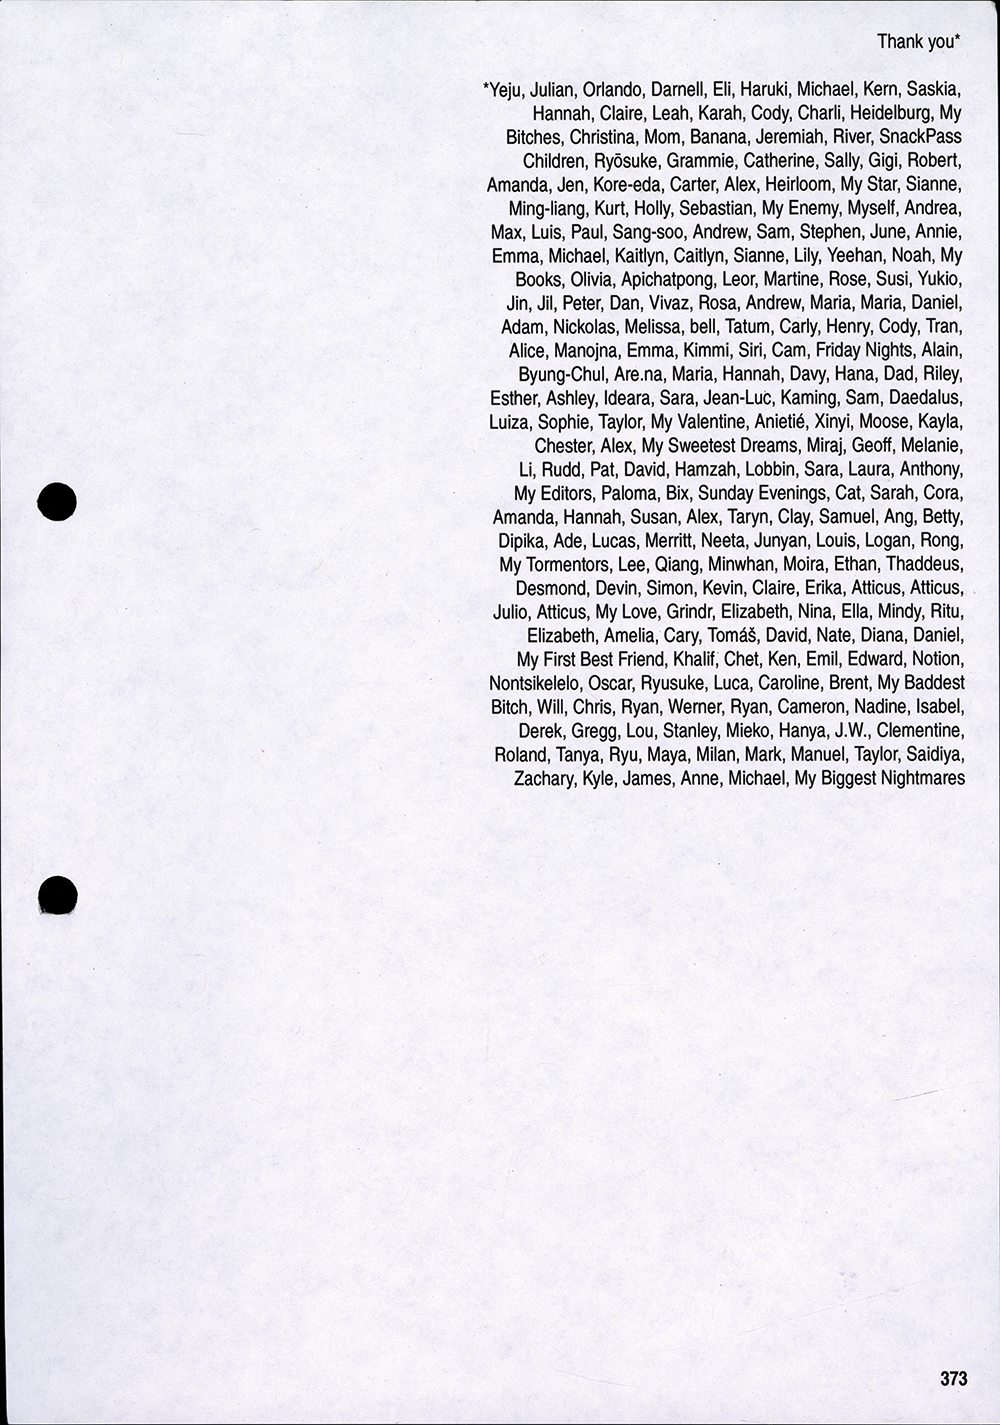 Thank you*
*Yeju, Julian, Orlando, Darnell, Eli, Haruki, Michael, Kern, Saskia,
Hannah, Claire, Leah, Karah, Cody, Charli, Heidelburg, My
Bitches, Christina, Mom, Banana, Jeremiah, River, SnackPass
Children, Ryōsuke, Grammie, Catherine, Sally, Gigi, Robert,
Amanda, Jen, Kore-eda, Carter, Alex, Heirloom, My Star, Sianne,
Ming-liang, Kurt, Holly, Sebastian, My Enemy, Myself, Andrea,
Max, Luis, Paul, Sang-soo, Andrew, Sam, Stephen, June, Annie,
Emma, Michael, Kaitlyn, Caitlyn, Sianne, Lily, Yeehan, Noah, My
Books, Olivia, Apichatpong, Leor, Martine, Rose, Susi, Yukio,
Jin, Jil, Peter, Dan, Vivaz, Rosa, Andrew, Maria, Maria, Daniel,
Adam, Nickolas, Melissa, bell, Tatum, Carly, Henry, Cody, Tran,
Alice, Manojna, Emma, Kimmi, Siri, Cam, Friday Nights, Alain,
Byung-Chul, Are.na, Maria, Hannah, Davy, Hana, Dad, Riley,
Esther, Ashley, Ideara, Sara, Jean-Luc, Kaming, Sam, Daedalus,
Luiza, Sophie, Taylor, My Valentine, Anietié, Xinyi, Moose, Kayla,
Chester, Alex, My Sweetest Dreams, Miraj, Geoff, Melanie,
Li, Rudd, Pat, David, Hamzah, Lobbin, Sara, Laura, Anthony,
My Editors, Paloma, Bix, Sunday Evenings, Cat, Sarah, Cora,
Amanda, Hannah, Susan, Alex, Taryn, Clay, Samuel, Ang, Betty,
Dipika, Ade, Lucas, Merritt, Neeta, Junyan, Louis, Logan, Rong,
My Tormentors, Lee, Qiang, Minwhan, Moira, Ethan, Thaddeus,
Desmond, Devin, Simon, Kevin, Claire, Erika, Atticus, Atticus,
Julio, Atticus, My Love, Grindr, Elizabeth, Nina, Ella, Mindy, Ritu,
Elizabeth, Amelia, Cary, Tomáš, David, Nate, Diana, Daniel,
My First Best Friend, Khalif, Chet, Ken, Emil, Edward, Notion,
Nontsikelelo, Oscar, Ryusuke, Luca, Caroline, Brent, My Baddest
Bitch, Will, Chris, Ryan, Werner, Ryan, Cameron, Nadine, Isabel,
Derek, Gregg, Lou, Stanley, Mieko, Hanya, J.W., Clementine,
Roland, Tanya, Ryu, Maya, Milan, Mark, Manuel, Taylor, Saidiya,
Zachary, Kyle, James, Anne, Michael, My Biggest Nightmares
373